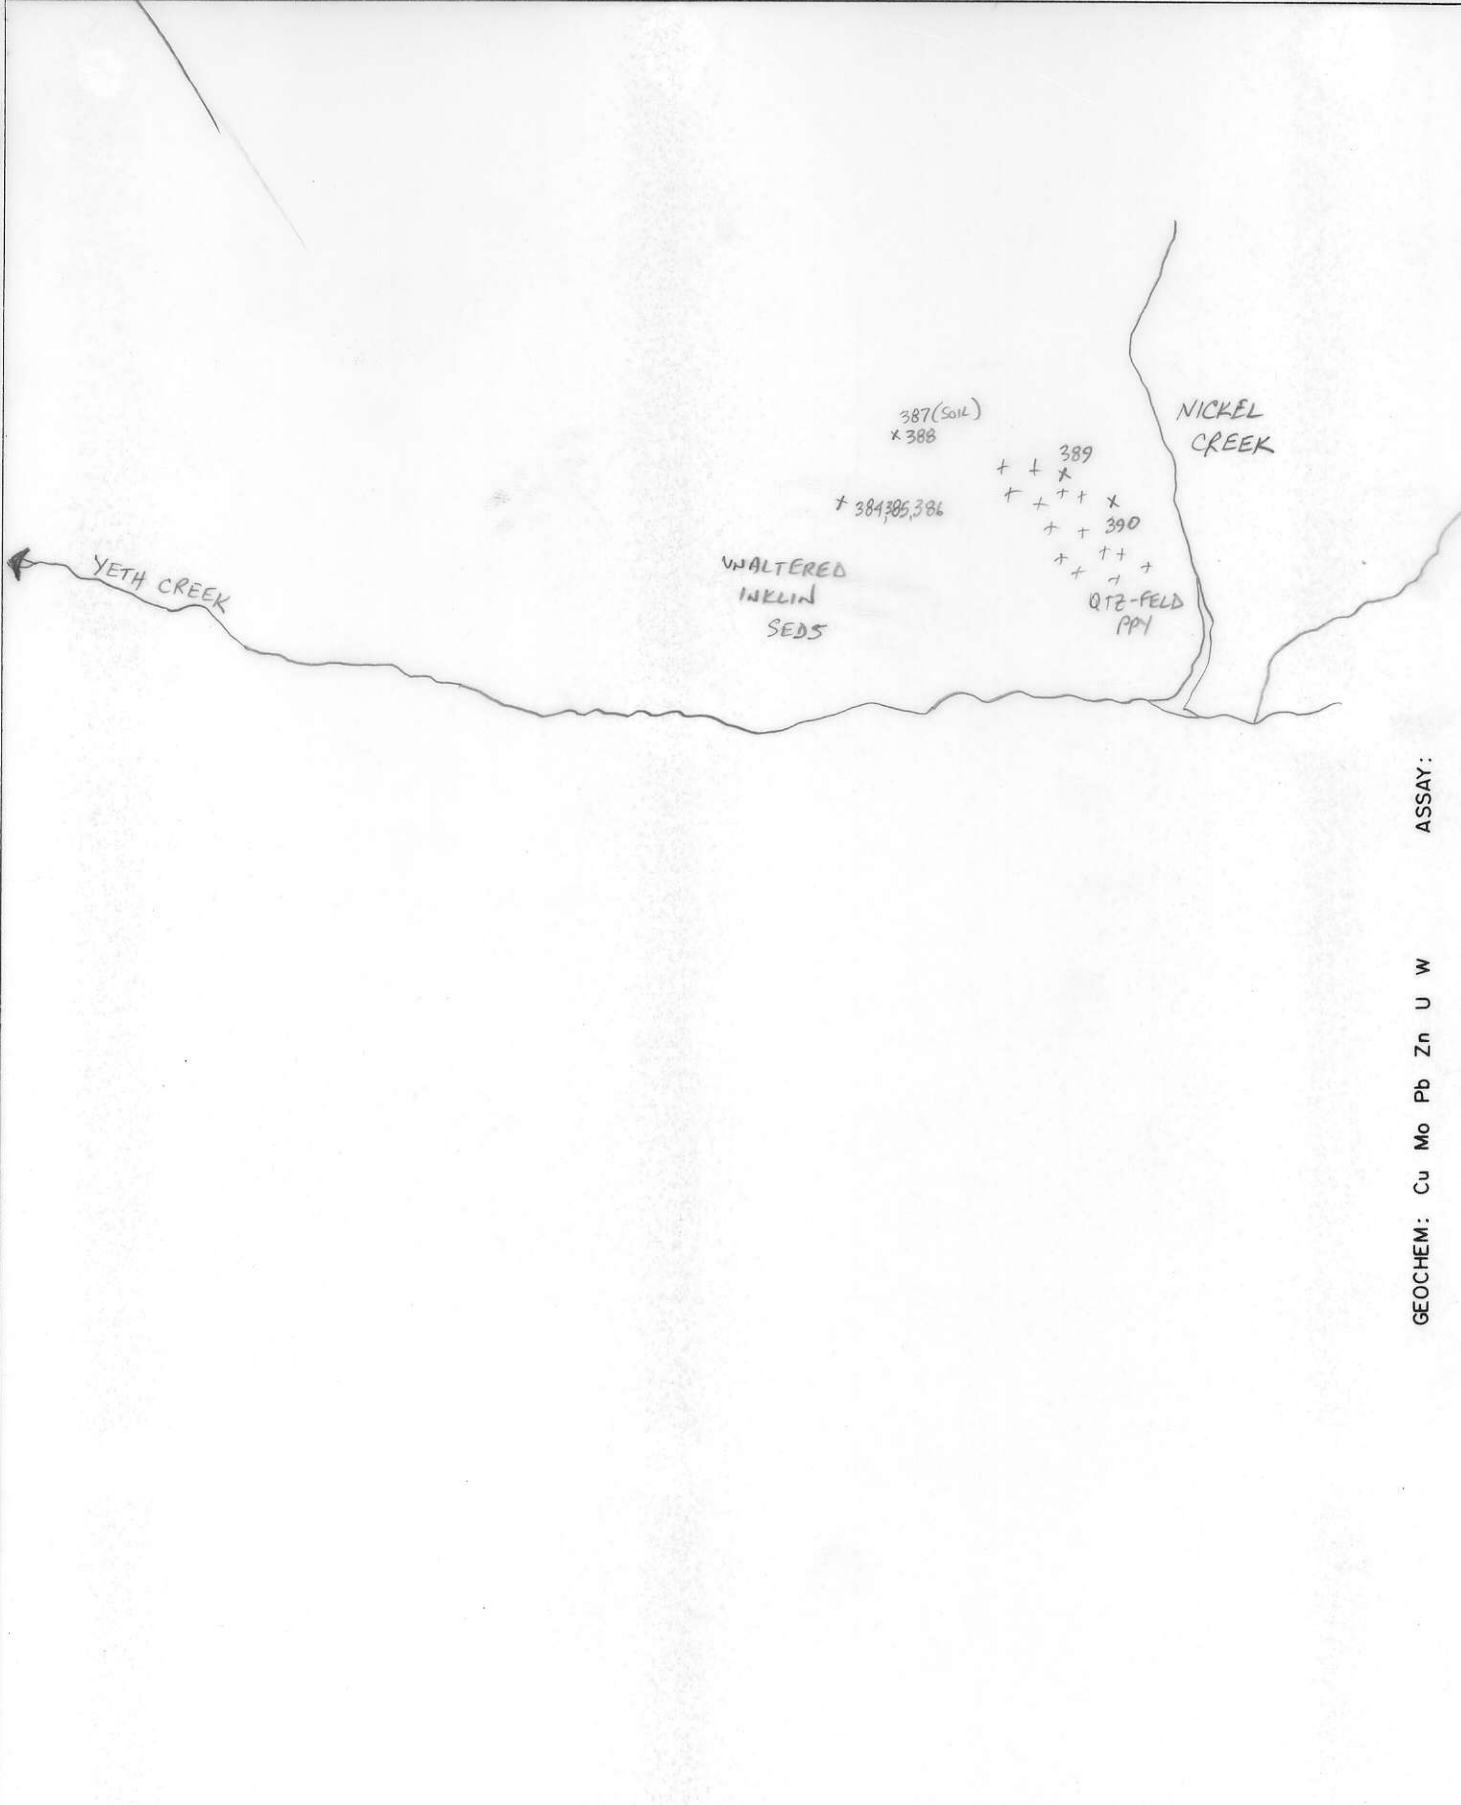 387(SOIL)
x 388
389
x 384,385,386
390
NICKEL
CREEK
YETH CREEK
UNALTERED
INKLIN
SEDS
QTZ-FELD
PPY
ASSAY:
GEOCHEM: Cu Mo Pb Zn U W